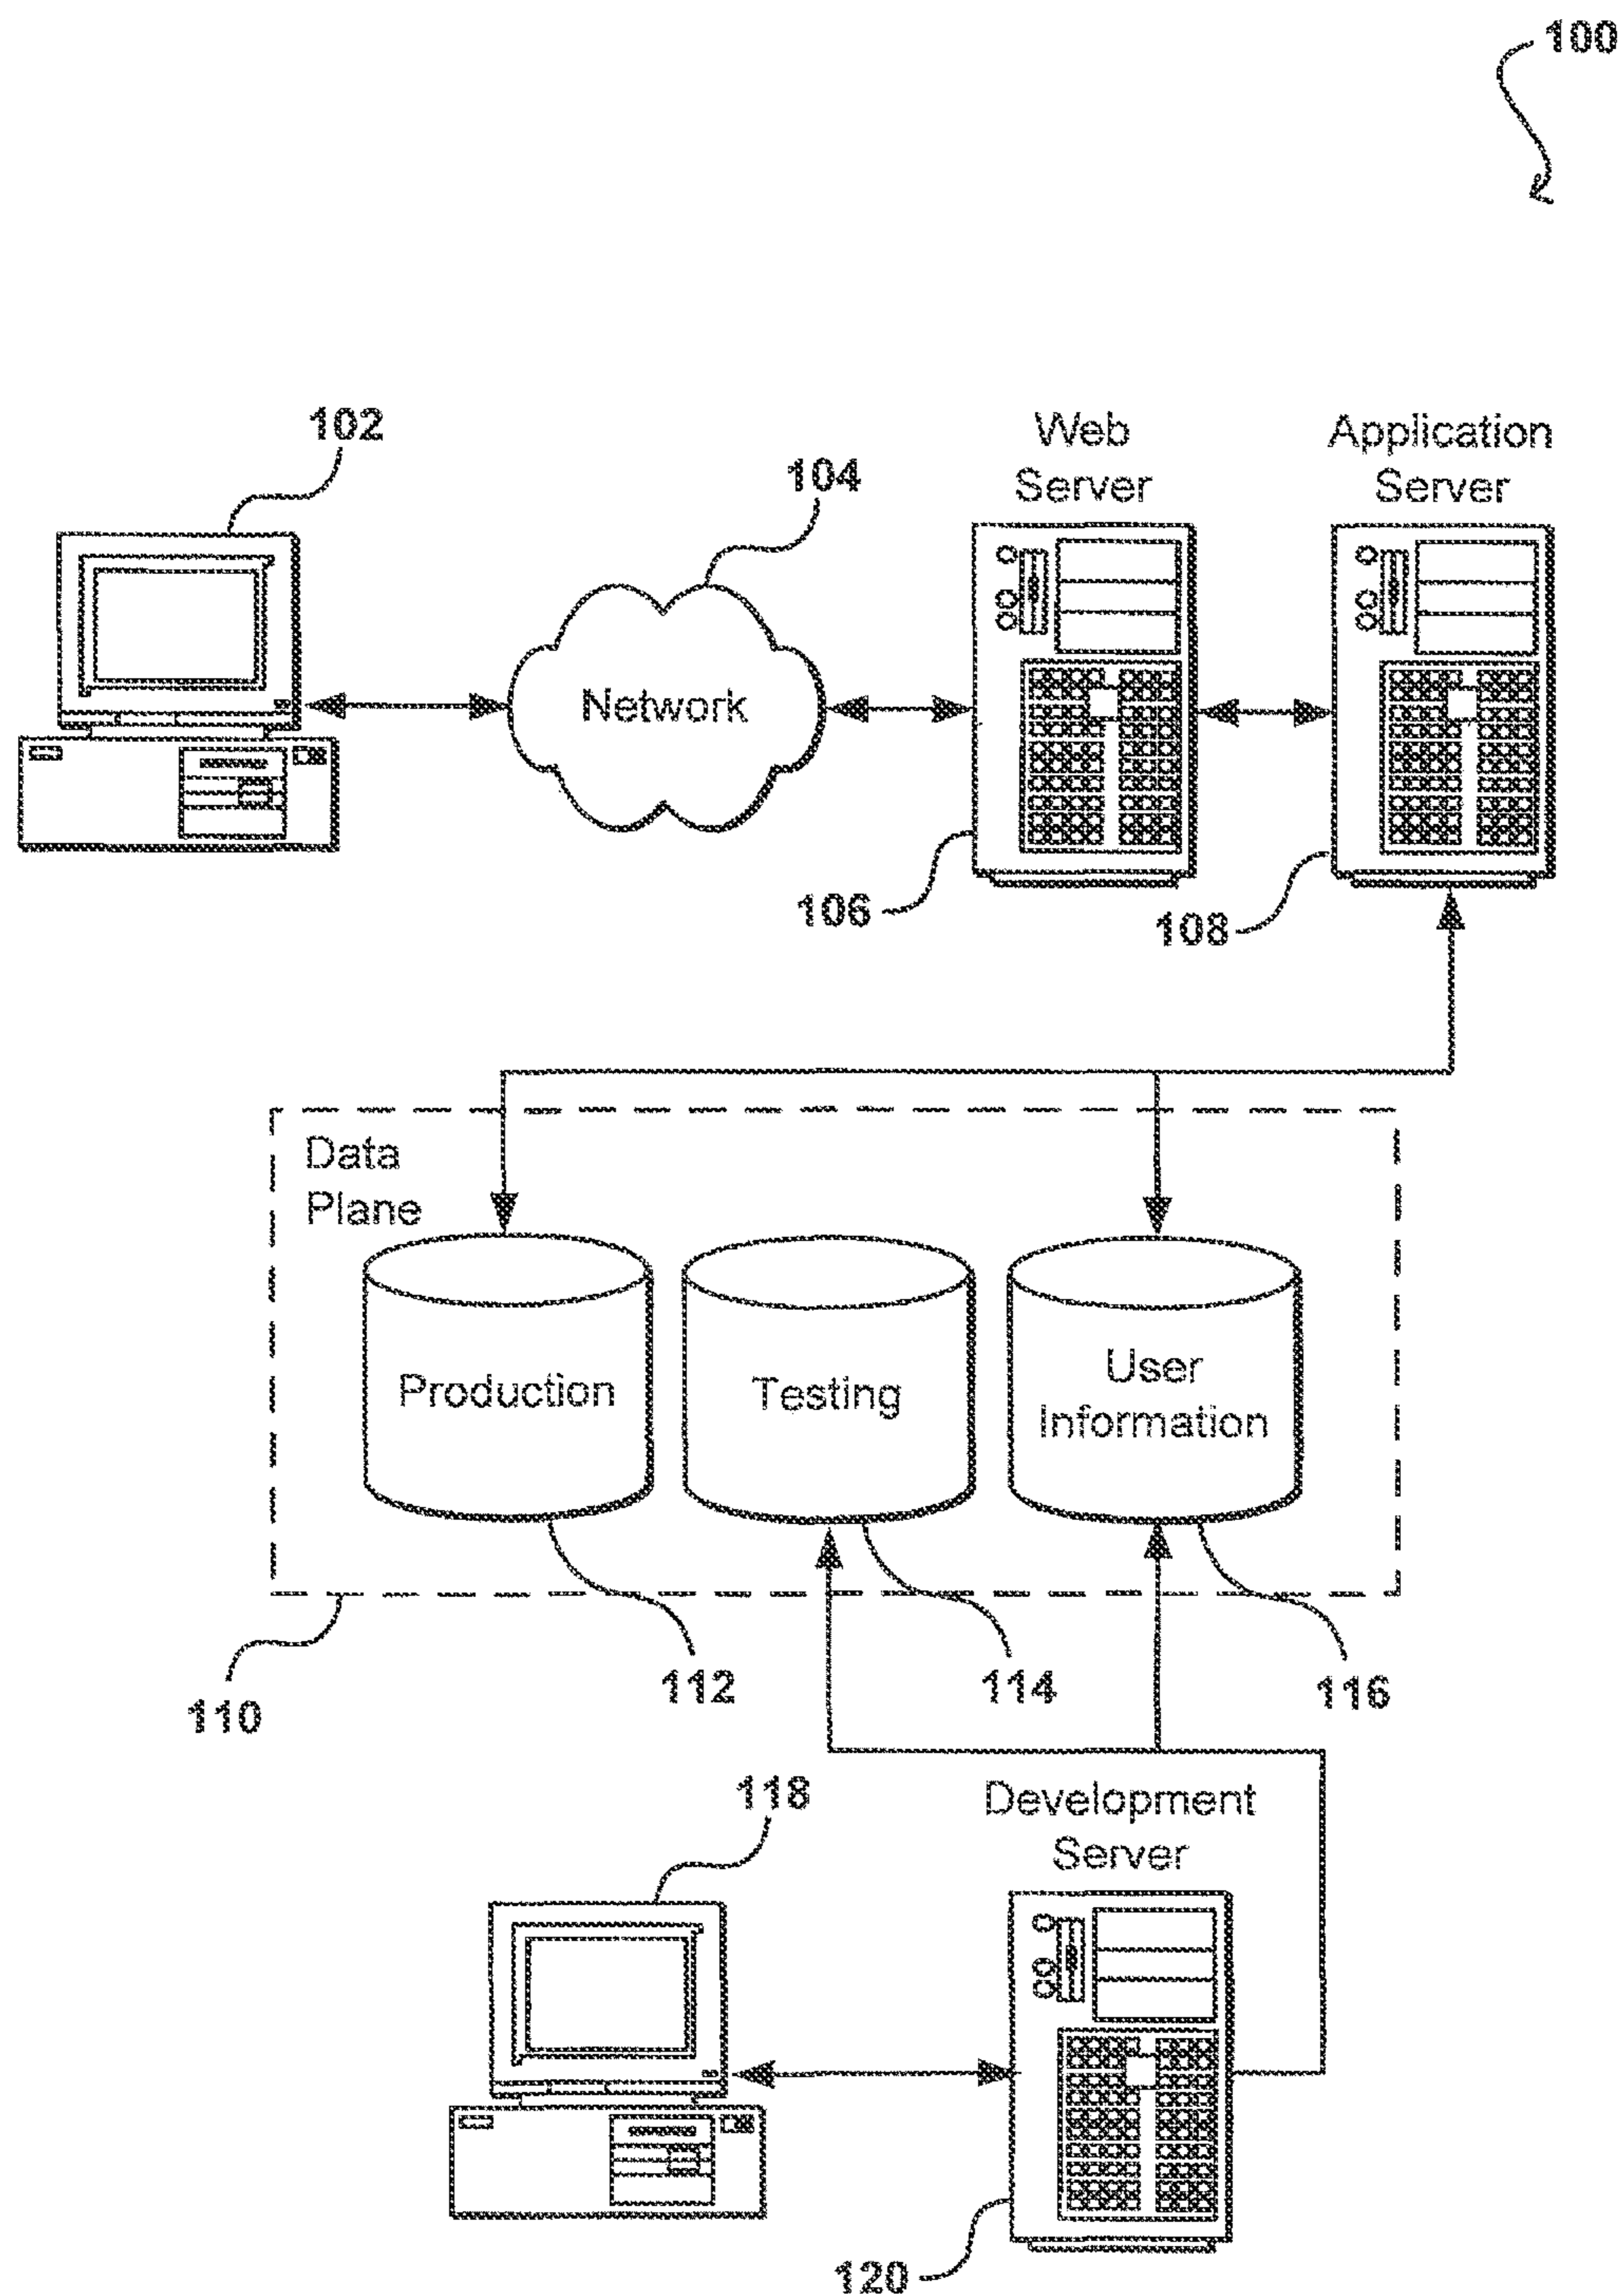 100
102
104
Web
Server
Application
Server
Network
106
108
Data
Plane
Production
Testing
User
Information
110
112
114
116
118
Development
Server
120